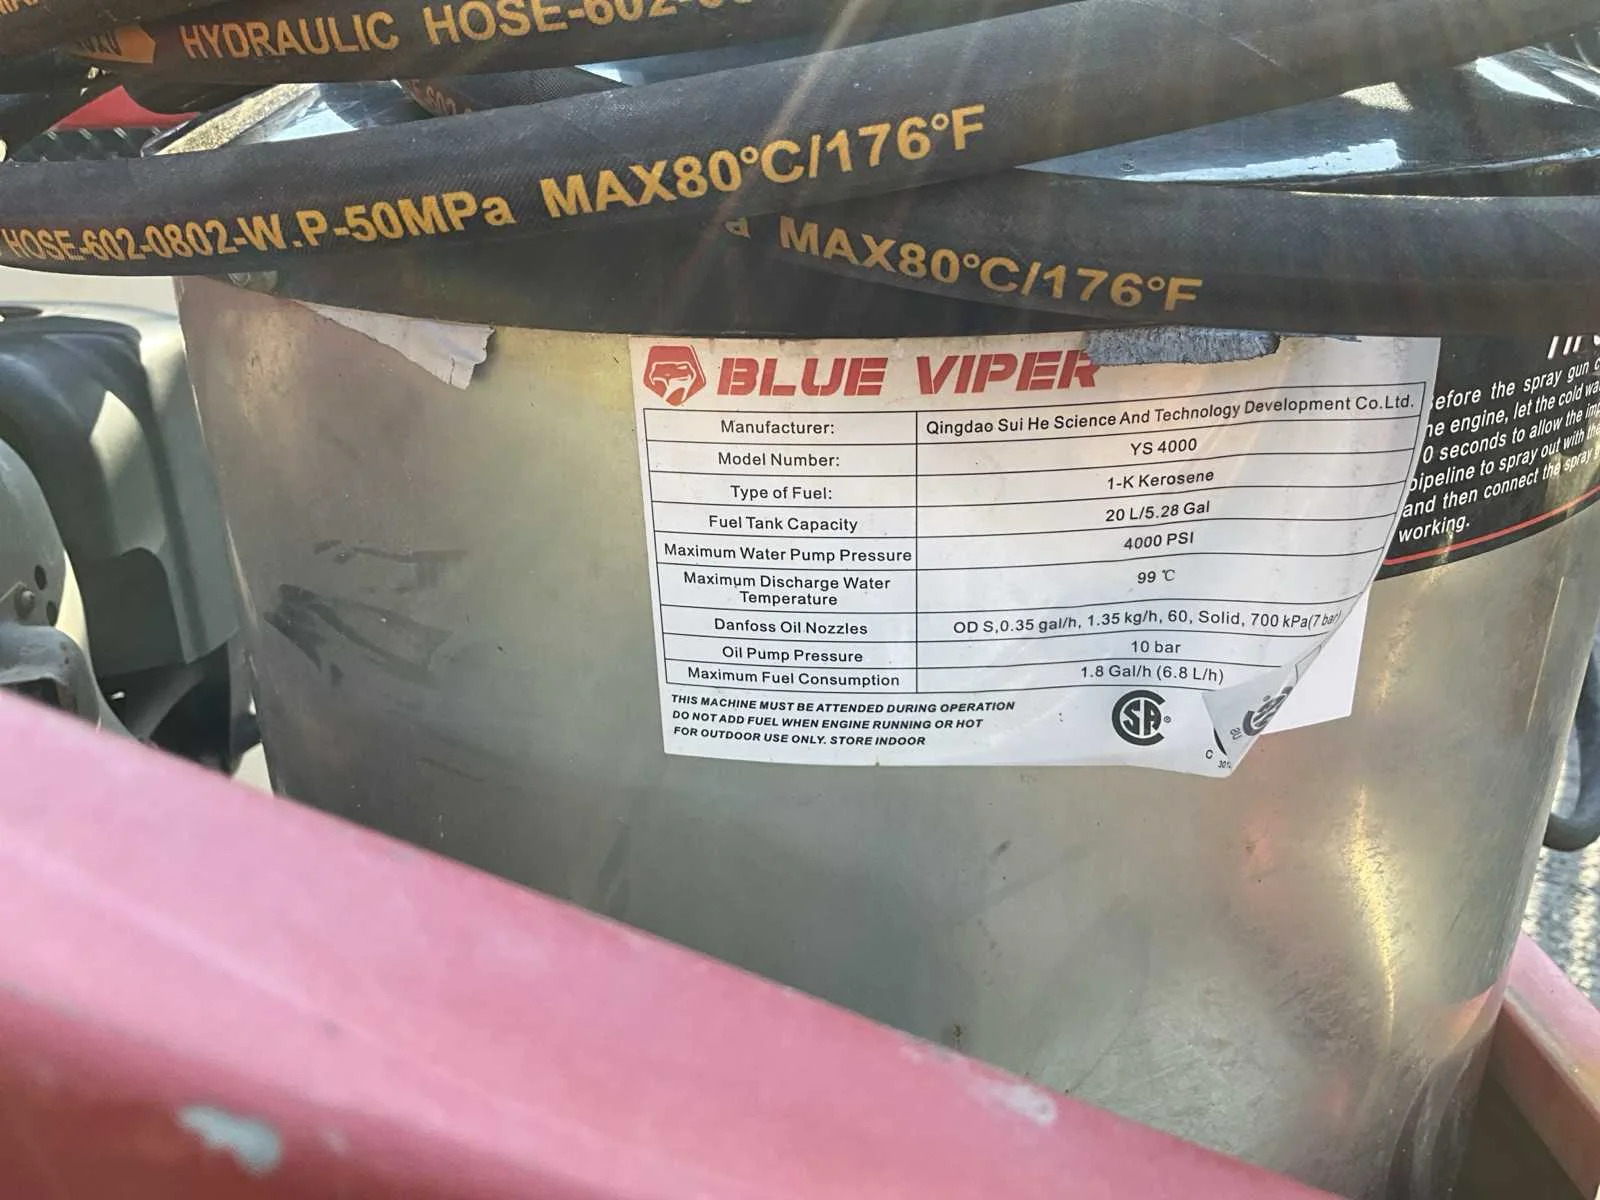 HYDRAULIC HOSE-602-
HOSE-602-0802-W.P-50MPa MAX80°C/176°F
a MAX80°C/176°F
BLUE VIPER
Manufacturer: Qingdao Sui He Science And Technology Development Co.Ltd.
Model Number: YS 4000
Type of Fuel: 1-K Kerosene
Fuel Tank Capacity 20 L/5.28 Gal
Maximum Water Pump Pressure 4000 PSI
Maximum Discharge Water Temperature 99 ℃
Danfoss Oil Nozzles OD S,0.35 gal/h, 1.35 kg/h, 60, Solid, 700 kPa(7 bar)
Oil Pump Pressure 10 bar
Maximum Fuel Consumption 1.8 Gal/h (6.8 L/h)
THIS MACHINE MUST BE ATTENDED DURING OPERATION
DO NOT ADD FUEL WHEN ENGINE RUNNING OR HOT
FOR OUTDOOR USE ONLY. STORE INDOOR
SA®
C
efore the spray gun
he engine, let the cold
0 seconds to allow the
pipeline to spray out with the
and then connect the spray
working.